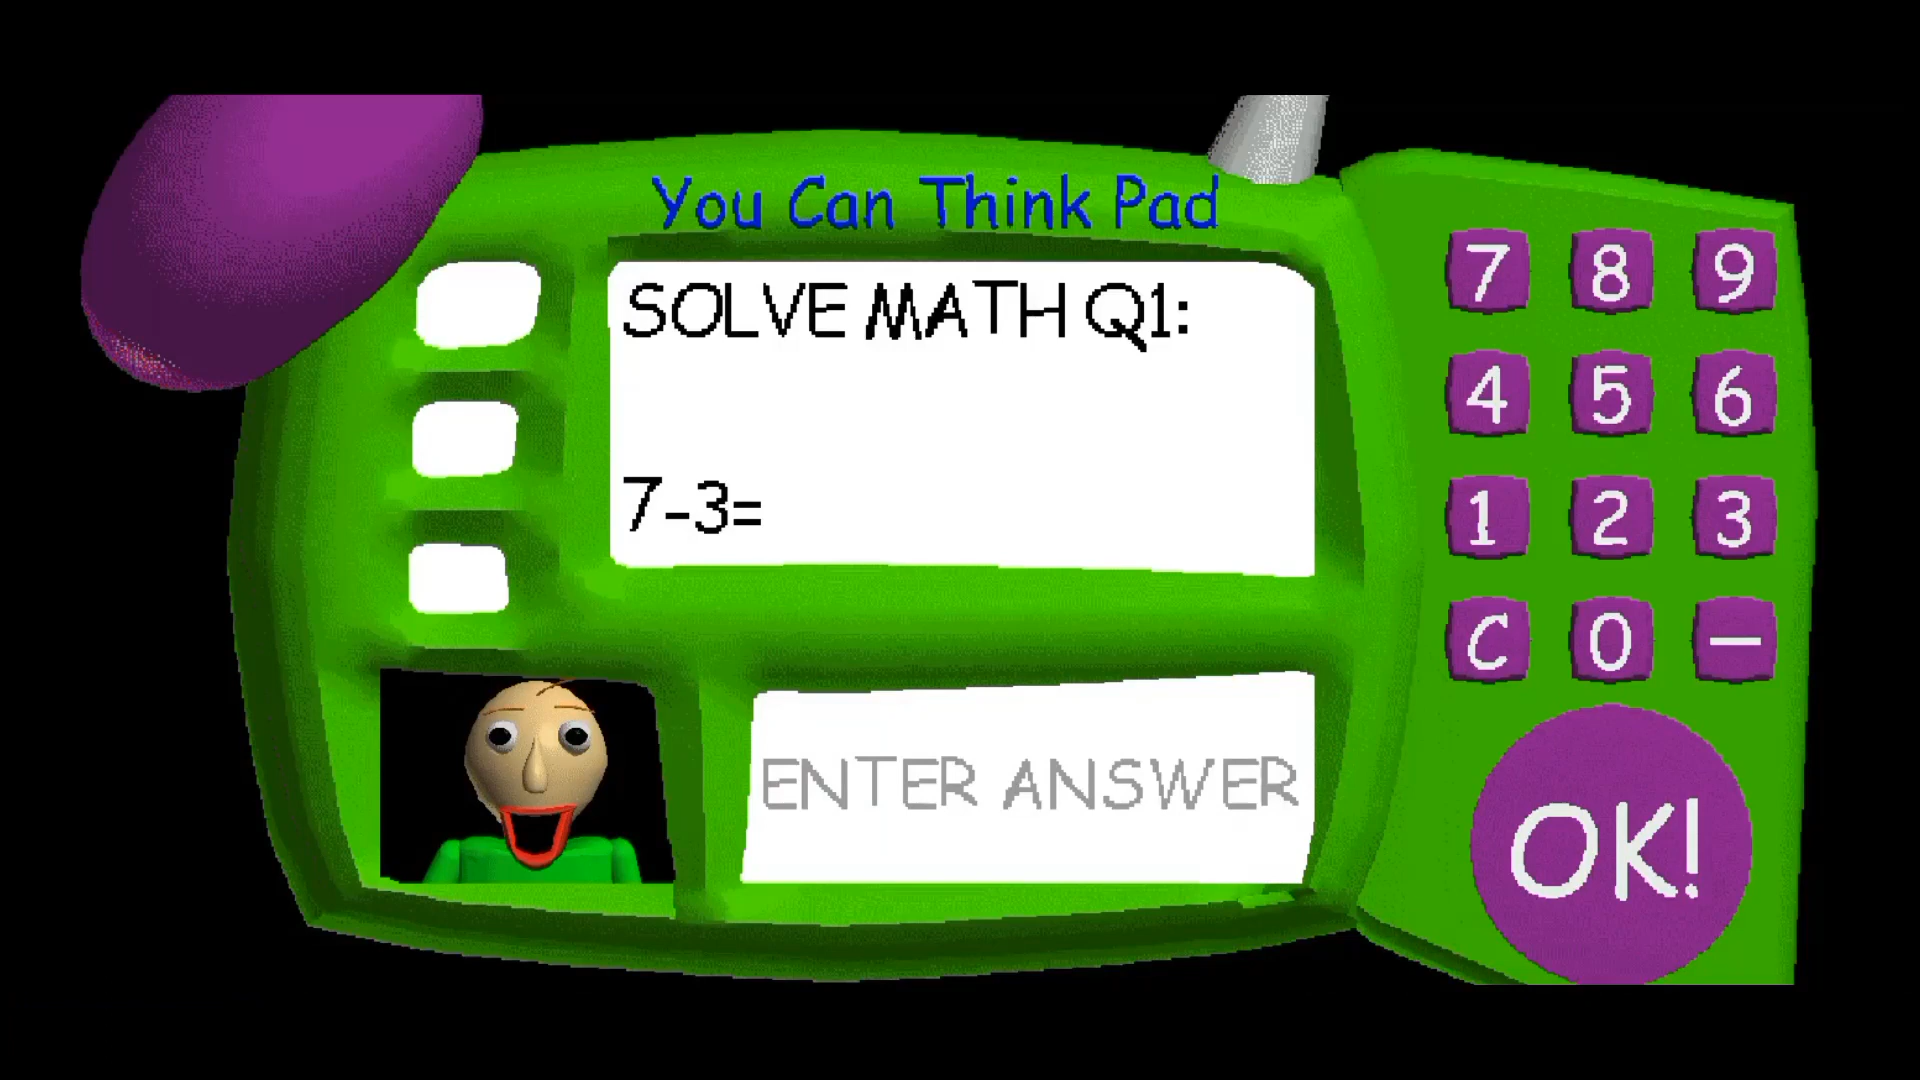 You Can Think Pad
SOLVE MATH Q1:
7-3=
ENTER ANSWER
7 8 9
4 5 6
1 2 3
C 0 –
OK!